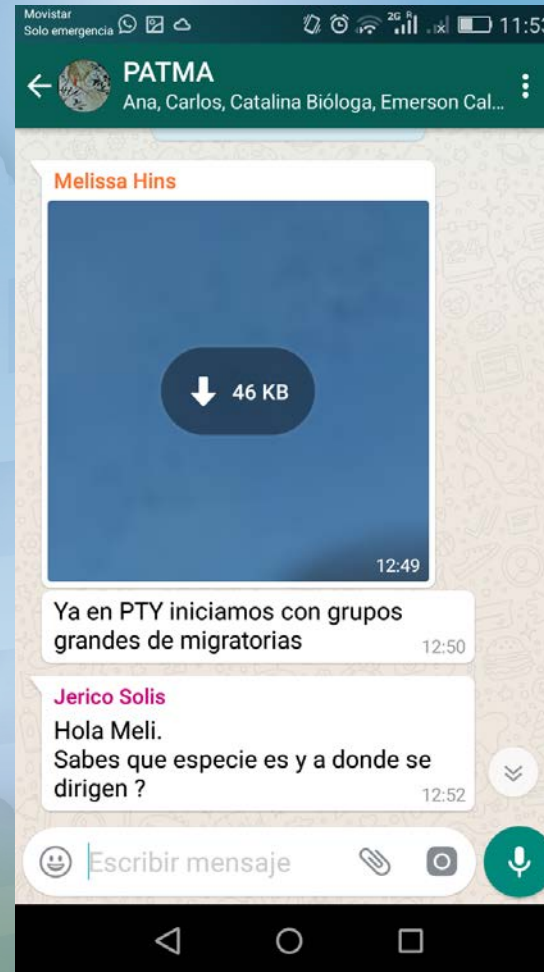 Movistar
Solo emergencia
2G R
11:53
PATMA
Ana, Carlos, Catalina Bióloga, Emerson Cal...
Melissa Hins
46 KB
12:49
Ya en PTY iniciamos con grupos
grandes de migratorias
12:50
Jerico Solis
Hola Meli.
Sabes que especie es y a donde se
dirigen ?
12:52
Escribir mensaje